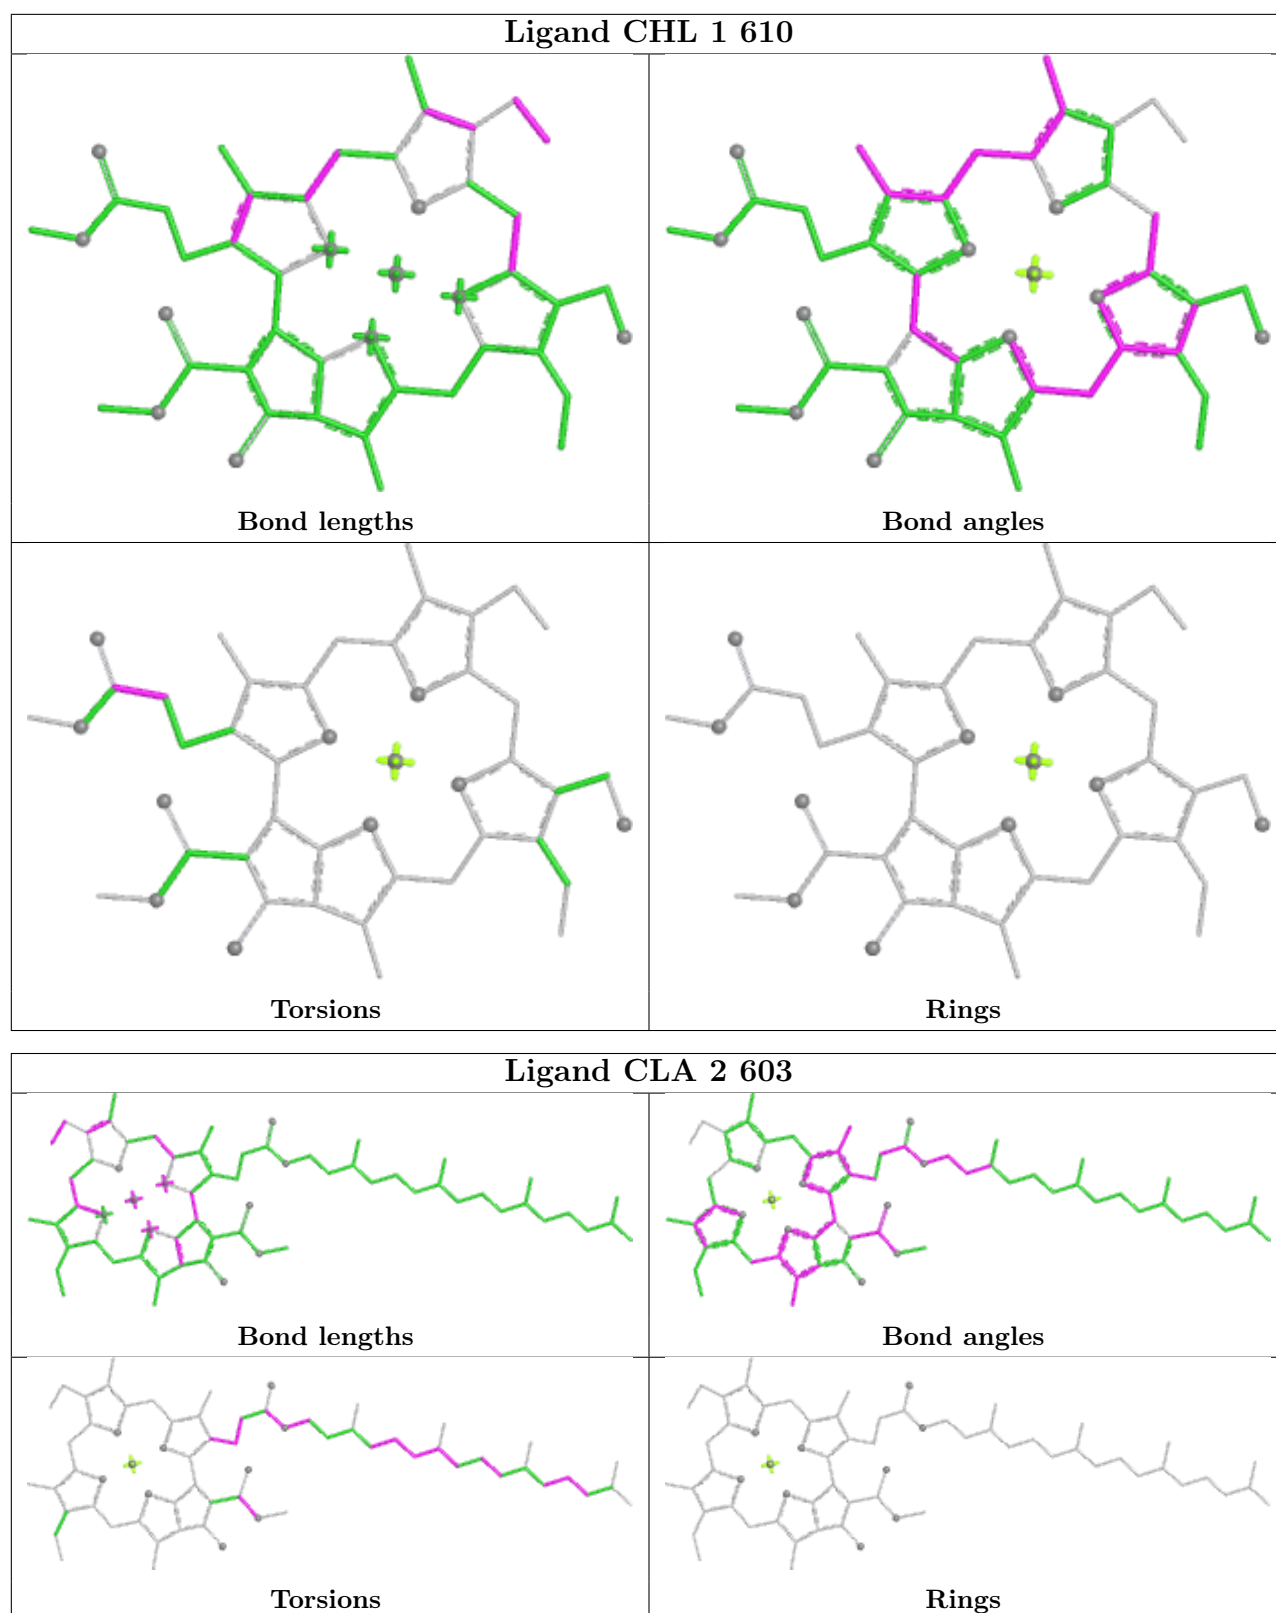 Ligand CHL 1 610
Bond lengths
Bond angles
Torsions
Rings
Ligand CLA 2 603
Bond lengths
Bond angles
Torsions
Rings